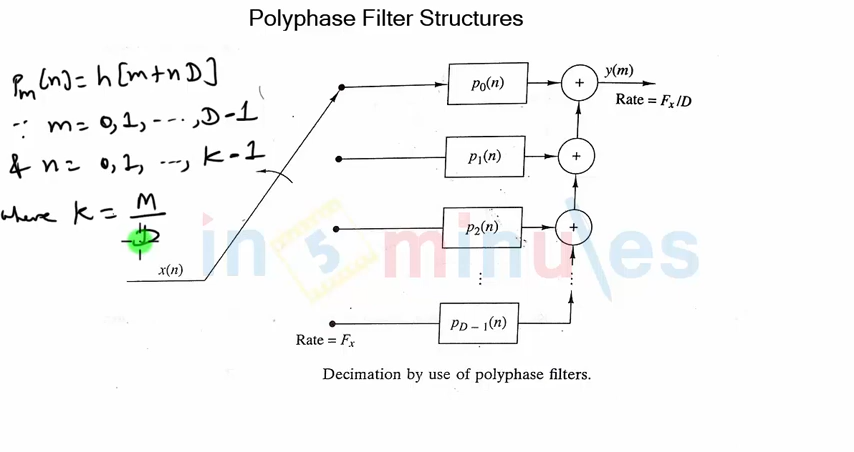 Polyphase Filter Structures
Pm(n) = h[m+nD]
∵ m = 0,1,---,D-1
& n = 0,1,---, K-1
where K = M/D
x(n)
p0(n)
p1(n)
p2(n)
⋮
pD – 1(n)
+
+
+
y(m)
Rate = Fx/D
Rate = Fx
in 5 minutes
Decimation by use of polyphase filters.